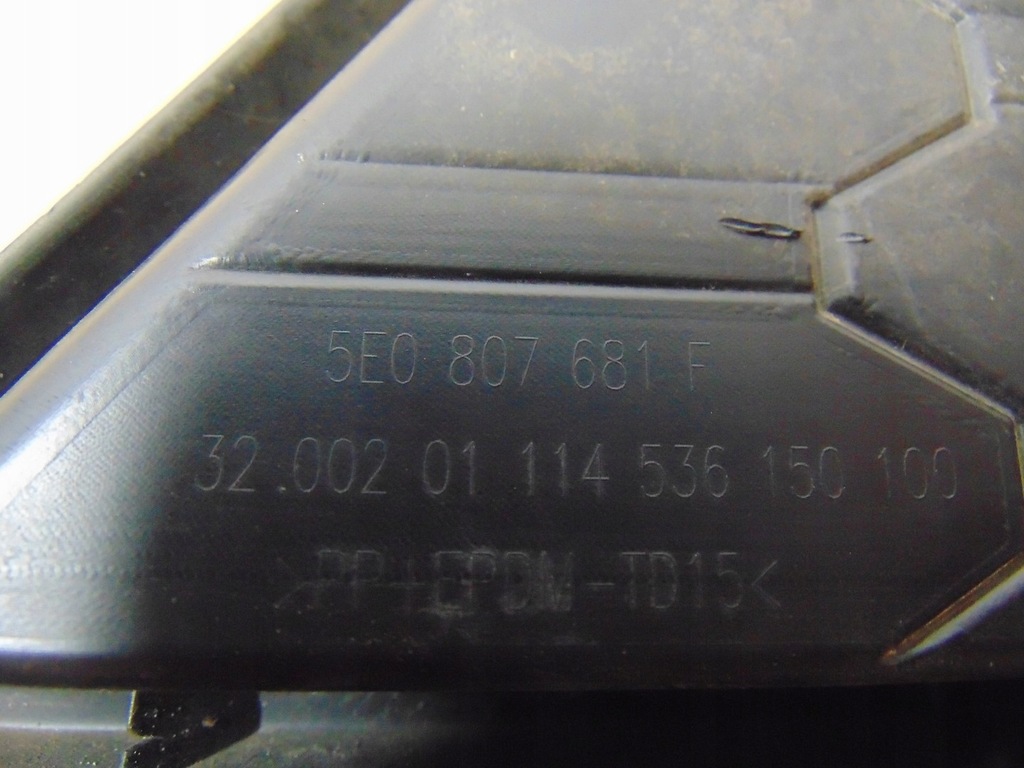 5E0 807 681 F
32.002 01 114 536 150 100
>PP+EPDM-TD15<